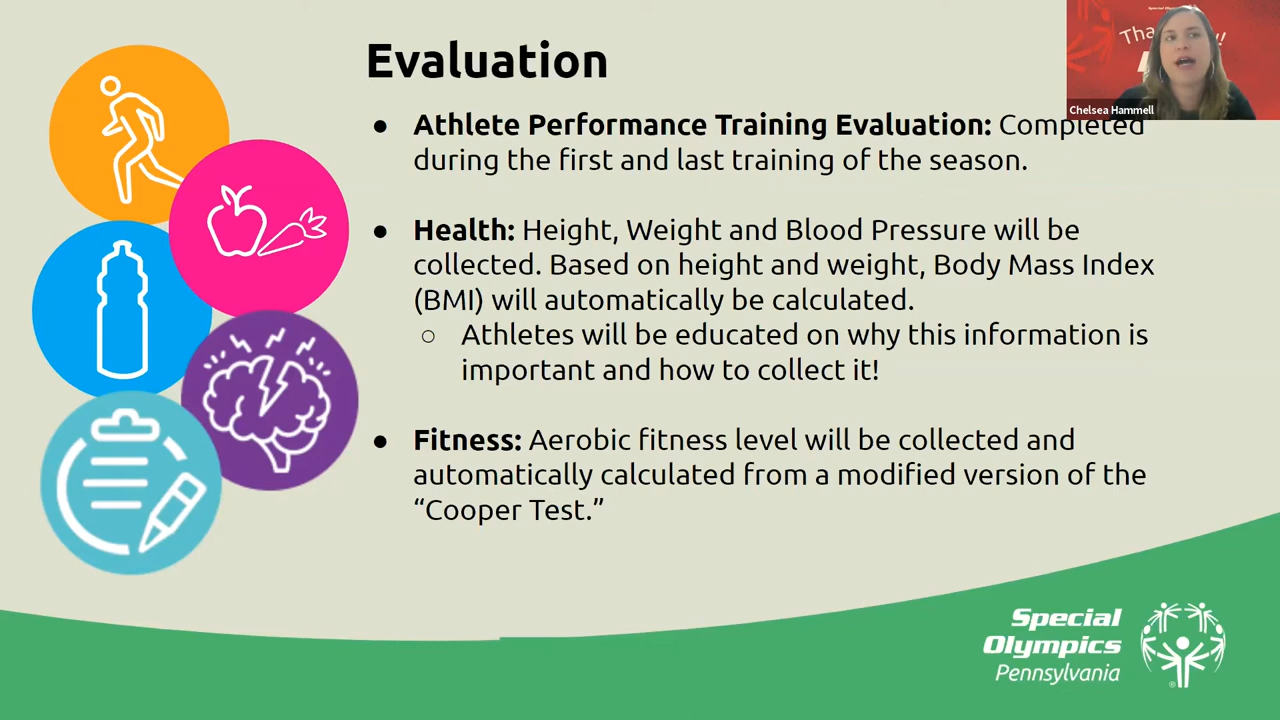 Evaluation
● Athlete Performance Training Evaluation: Completed
during the first and last training of the season.
● Health: Height, Weight and Blood Pressure will be
collected. Based on height and weight, Body Mass Index
(BMI) will automatically be calculated.
○ Athletes will be educated on why this information is
important and how to collect it!
● Fitness: Aerobic fitness level will be collected and
automatically calculated from a modified version of the
“Cooper Test.”
Chelsea Hammell
Special
Olympics
Pennsylvania